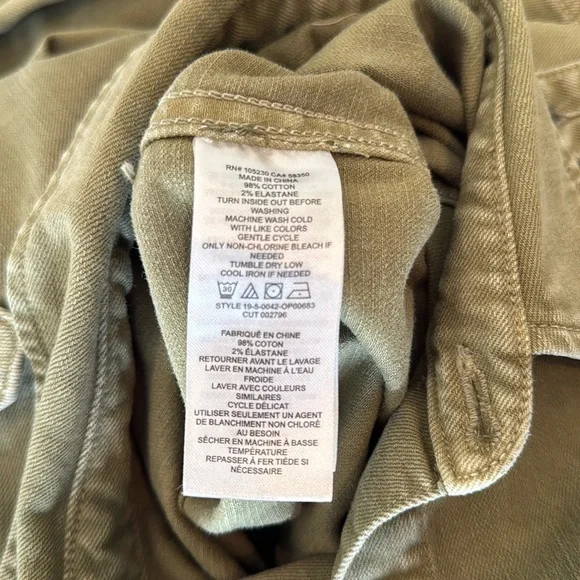 RN# 105230 CA# 58350
MADE IN CHINA
98% COTTON
2% ELASTANE
TURN INSIDE OUT BEFORE
WASHING
MACHINE WASH COLD
WITH LIKE COLORS
GENTLE CYCLE
ONLY NON-CHLORINE BLEACH IF
NEEDED
TUMBLE DRY LOW
COOL IRON IF NEEDED
30
STYLE 19-5-0042-OP00683
CUT 002796
FABRIQUÉ EN CHINE
98% COTON
2% ÉLASTANE
RETOURNER AVANT LE LAVAGE
LAVER EN MACHINE À L'EAU
FROIDE
LAVER AVEC COULEURS
SIMILAIRES
CYCLE DÉLICAT
UTILISER SEULEMENT UN AGENT
DE BLANCHIMENT NON CHLORÉ
AU BESOIN
SÉCHER EN MACHINE À BASSE
TEMPÉRATURE
REPASSER À FER TIÉDE SI
NÉCESSAIRE